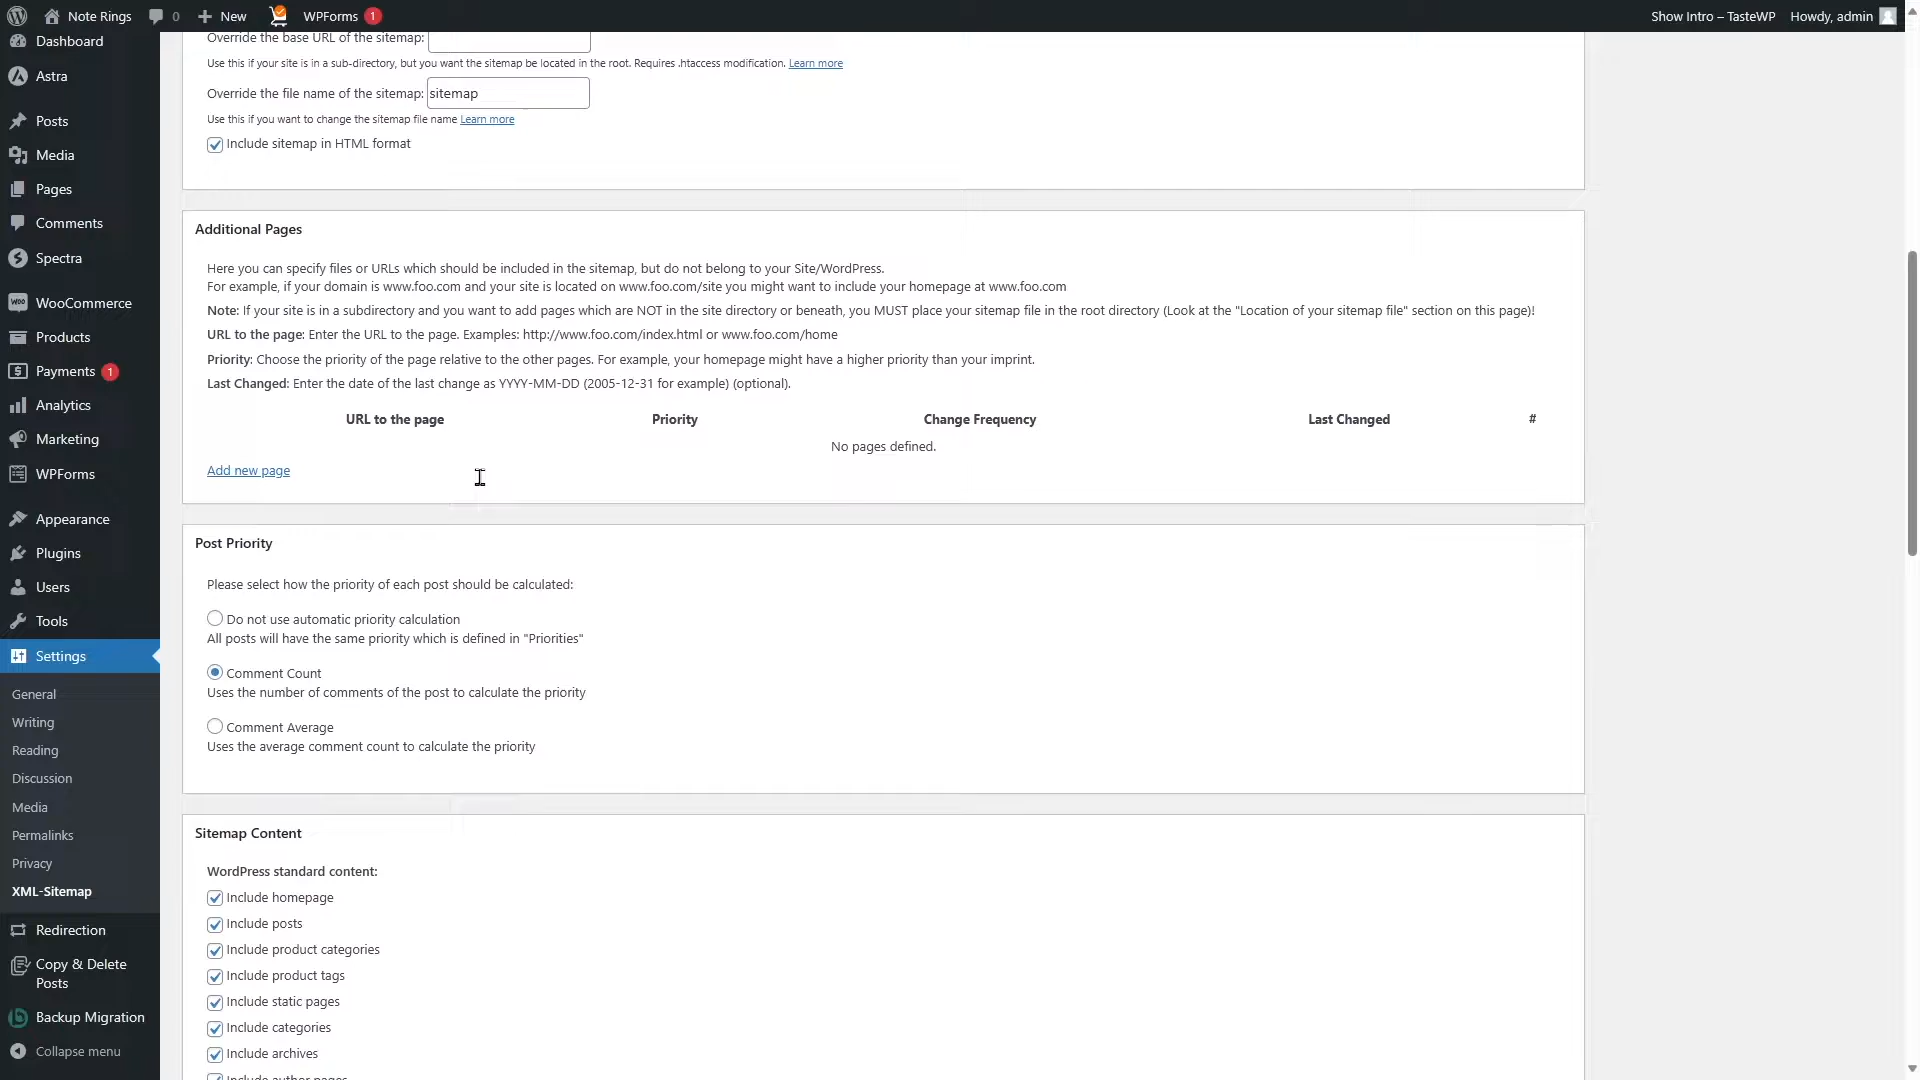 Note Rings
0
New
WPForms 1
Show Intro – TasteWP
Howdy, admin
Dashboard
Astra
Posts
Media
Pages
Comments
Spectra
WooCommerce
Products
Payments 1
Analytics
Marketing
WPForms
Appearance
Plugins
Users
Tools
Settings
General
Writing
Reading
Discussion
Media
Permalinks
Privacy
XML-Sitemap
Redirection
Copy & Delete
Posts
Backup Migration
Collapse menu
Override the base URL of the sitemap:
Use this if your site is in a sub-directory, but you want the sitemap be located in the root. Requires .htaccess modification. Learn more
Override the file name of the sitemap: sitemap
Use this if you want to change the sitemap file name Learn more
Include sitemap in HTML format
Additional Pages
Here you can specify files or URLs which should be included in the sitemap, but do not belong to your Site/WordPress.
For example, if your domain is www.foo.com and your site is located on www.foo.com/site you might want to include your homepage at www.foo.com
Note: If your site is in a subdirectory and you want to add pages which are NOT in the site directory or beneath, you MUST place your sitemap file in the root directory (Look at the "Location of your sitemap file" section on this page)!
URL to the page: Enter the URL to the page. Examples: http://www.foo.com/index.html or www.foo.com/home
Priority: Choose the priority of the page relative to the other pages. For example, your homepage might have a higher priority than your imprint.
Last Changed: Enter the date of the last change as YYYY-MM-DD (2005-12-31 for example) (optional).
URL to the page Priority Change Frequency Last Changed #
No pages defined.
Add new page
Post Priority
Please select how the priority of each post should be calculated:
Do not use automatic priority calculation
All posts will have the same priority which is defined in "Priorities"
Comment Count
Uses the number of comments of the post to calculate the priority
Comment Average
Uses the average comment count to calculate the priority
Sitemap Content
WordPress standard content:
Include homepage
Include posts
Include product categories
Include product tags
Include static pages
Include categories
Include archives
Include author pages